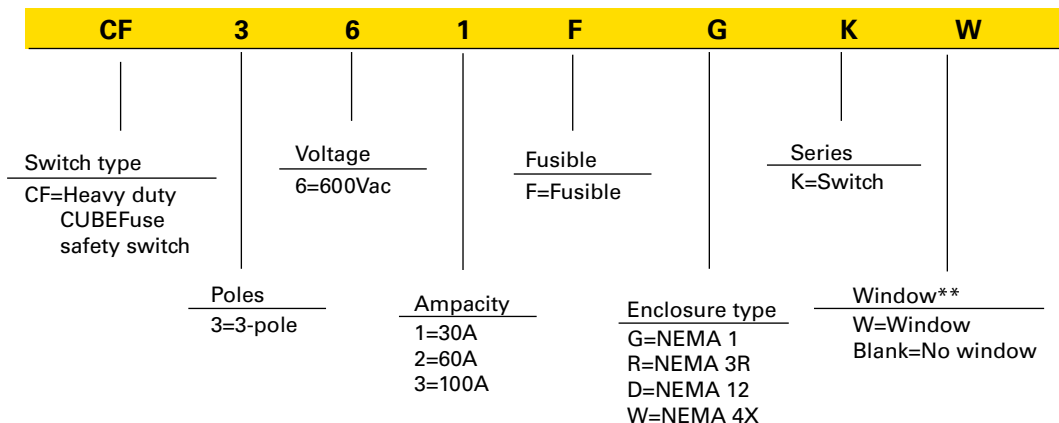 CF 3 6 1 F G K W
Switch type
CF=Heavy duty
CUBEFuse
safety switch
Poles
3=3-pole
Voltage
6=600Vac
Ampacity
1=30A
2=60A
3=100A
Fusible
F=Fusible
Enclosure type
G=NEMA 1
R=NEMA 3R
D=NEMA 12
W=NEMA 4X
Series
K=Switch
Window**
W=Window
Blank=No window